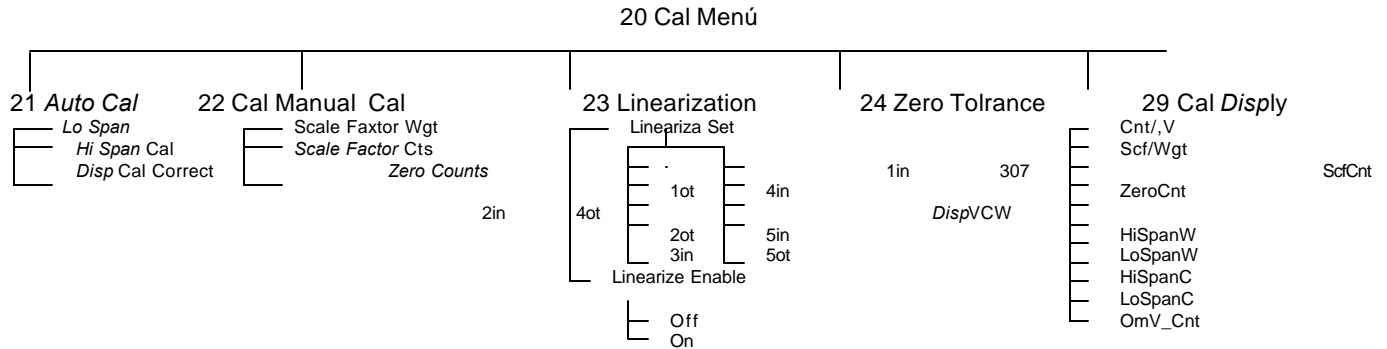 20 Cal Menú
21 Auto Cal 22 Cal Manual Cal 23 Linearization 24 Zero Tolrance 29 Cal Disply
Lo Span Scale Faxtor Wgt Lineariza Set Cnt/,V
Hi Span Cal Scale Factor Cts Scf/Wgt
Disp Cal Correct Zero Counts 1in 307 ScfCnt
1ot 4in ZeroCnt
2in 4ot DispVCW
2ot 5in HiSpanW
3in 5ot LoSpanW
Linearize Enable HiSpanC
LoSpanC
Off OmV_Cnt
On